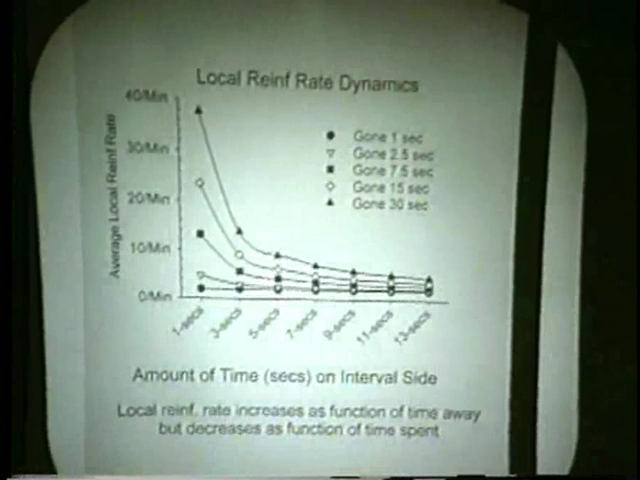 Local Reinf Rate Dynamics
40/Min
30/Min
20/Min
10/Min
0/Min
Average Local Reinf Rate
Gone 1 sec
Gone 2.5 sec
Gone 7.5 sec
Gone 15 sec
Gone 30 sec
1-secs
3-secs
5-secs
7-secs
9-secs
11-secs
13-secs
Amount of Time (secs) on Interval Side
Local reinf. rate increases as function of time away
but decreases as function of time spent